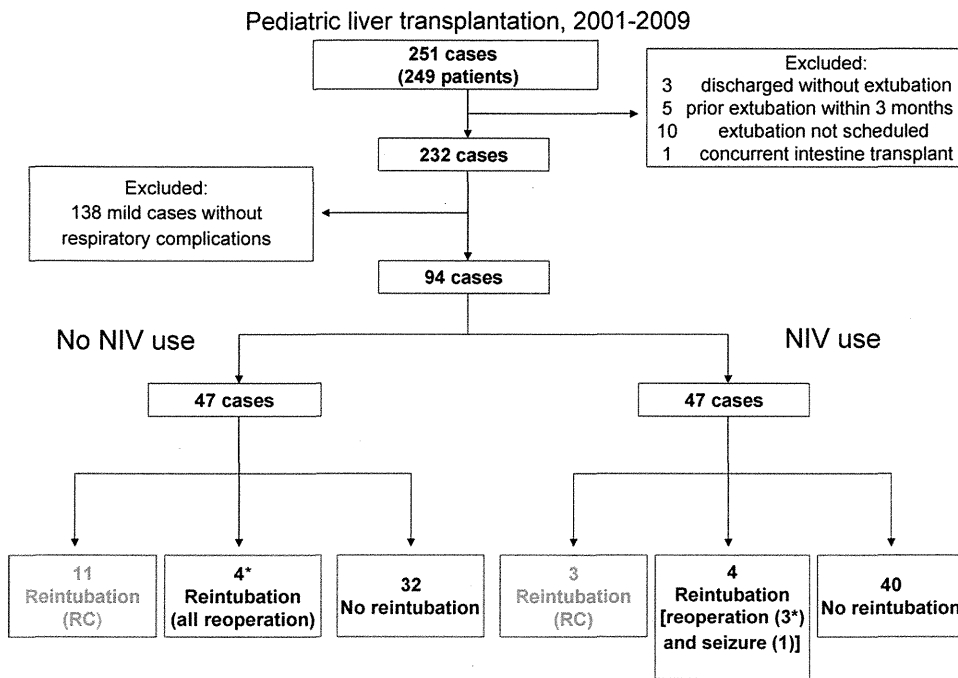 Pediatric liver transplantation, 2001-2009
251 cases
(249 patients)
Excluded:
3 discharged without extubation
5 prior extubation within 3 months
10 extubation not scheduled
1 concurrent intestine transplant
232 cases
Excluded:
138 mild cases without
respiratory complications
94 cases
No NIV use
NIV use
47 cases
47 cases
11
Reintubation
(RC)
4*
Reintubation
(all reoperation)
32
No reintubation
3
Reintubation
(RC)
4
Reintubation
[reoperation (3*)
and seizure (1)]
40
No reintubation